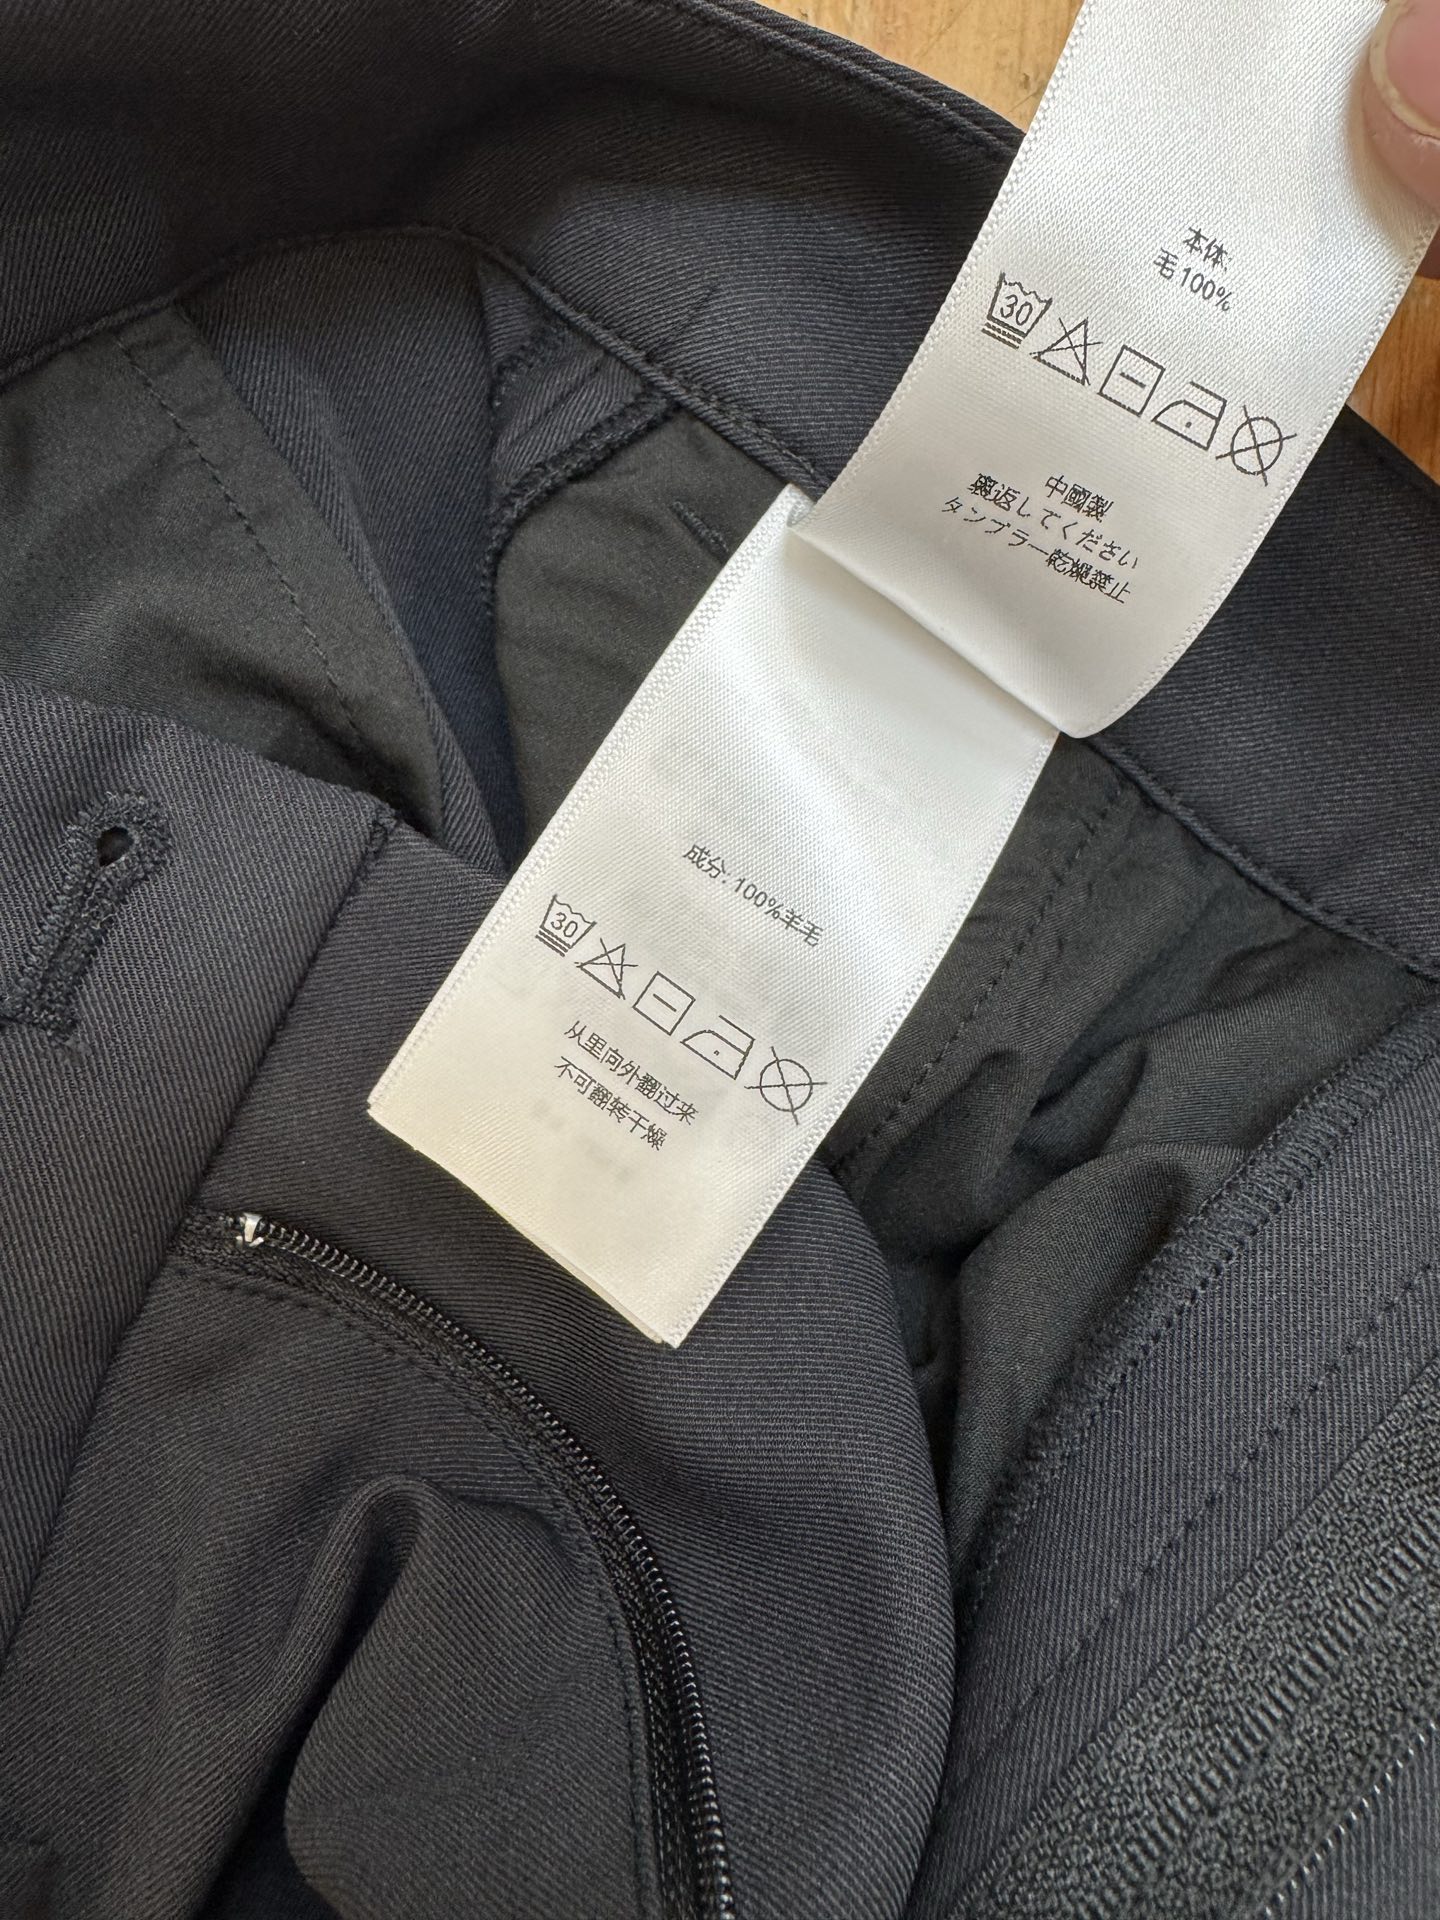 本体:
毛 100%
30
中國製
裏返してください
タンブラー乾燥禁止
成分: 100%羊毛
30
从里向外翻过来
不可翻转干燥